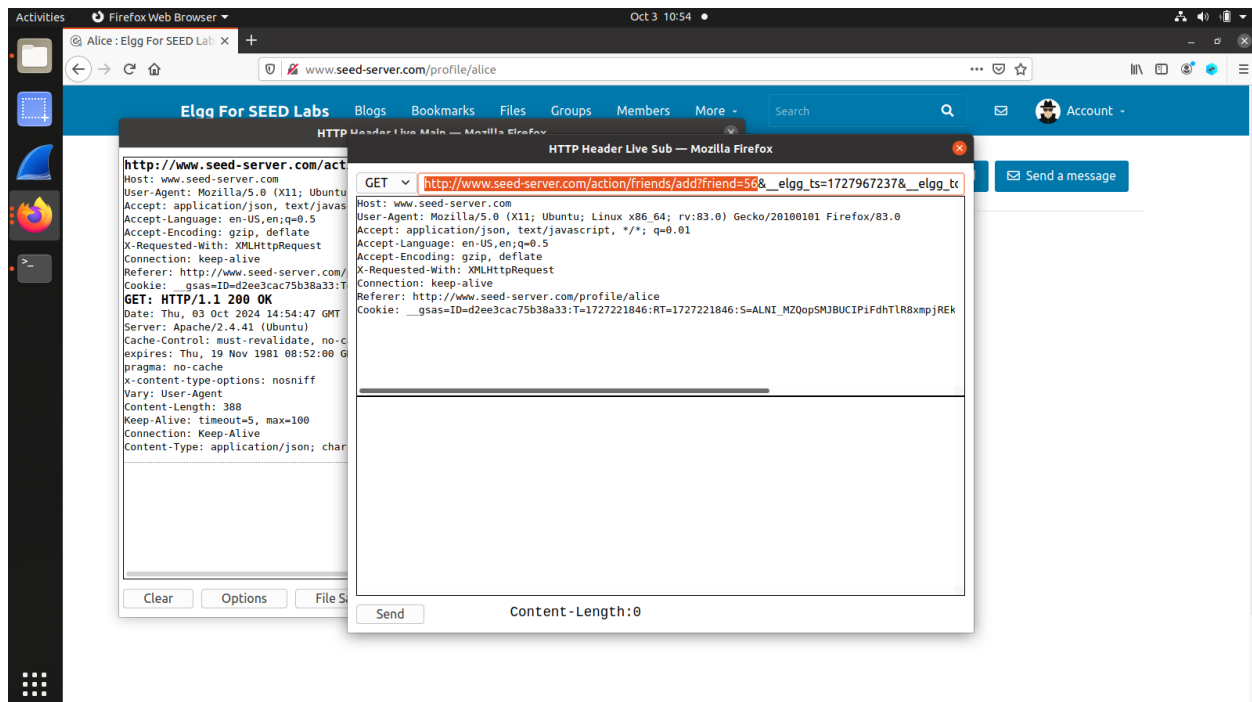 Activities Firefox Web Browser Oct 3 10:54
Alice : Elgg For SEED Lab
www.seed-server.com/profile/alice
Elgg For SEED Labs Blogs Bookmarks Files Groups Members More Search Account
HTTP Header Live Main — Mozilla Firefox
http://www.seed-server.com/act
Host: www.seed-server.com
User-Agent: Mozilla/5.0 (X11; Ubuntu
Accept: application/json, text/javas
Accept-Language: en-US,en;q=0.5
Accept-Encoding: gzip, deflate
X-Requested-With: XMLHttpRequest
Connection: keep-alive
Referer: http://www.seed-server.com/
Cookie: __gsas=ID=d2ee3cac75b38a33:T
GET: HTTP/1.1 200 OK
Date: Thu, 03 Oct 2024 14:54:47 GMT
Server: Apache/2.4.41 (Ubuntu)
Cache-Control: must-revalidate, no-c
expires: Thu, 19 Nov 1981 08:52:00 G
pragma: no-cache
x-content-type-options: nosniff
Vary: User-Agent
Content-Length: 388
Keep-Alive: timeout=5, max=100
Connection: Keep-Alive
Content-Type: application/json; char
Clear Options File Sa
HTTP Header Live Sub — Mozilla Firefox
GET http://www.seed-server.com/action/friends/add?friend=56&__elgg_ts=1727967237&__elgg_to
Host: www.seed-server.com
User-Agent: Mozilla/5.0 (X11; Ubuntu; Linux x86_64; rv:83.0) Gecko/20100101 Firefox/83.0
Accept: application/json, text/javascript, */*; q=0.01
Accept-Language: en-US,en;q=0.5
Accept-Encoding: gzip, deflate
X-Requested-With: XMLHttpRequest
Connection: keep-alive
Referer: http://www.seed-server.com/profile/alice
Cookie: __gsas=ID=d2ee3cac75b38a33:T=1727221846:RT=1727221846:S=ALNI_MZQopSMJBUCIPiFdhTlR8xmpjREk
Send Content-Length:0
Send a message